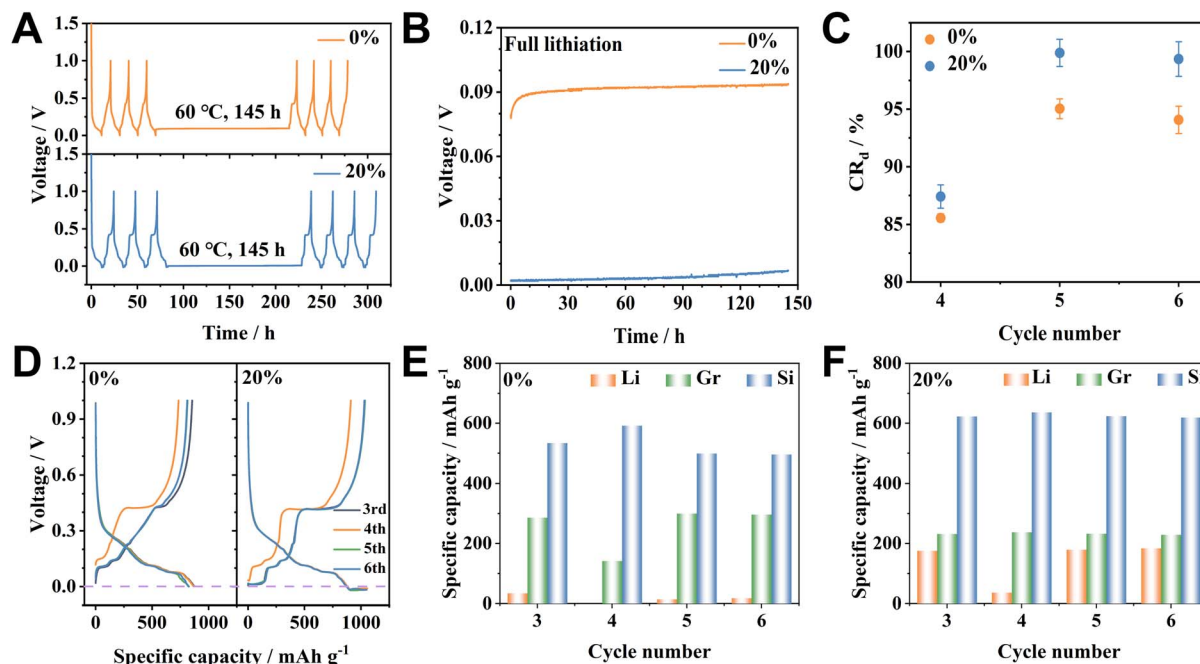 A
1.5
1.0
0.5
0.0
0%
60 °C, 145 h
1.5
1.0
0.5
0.0
20%
60 °C, 145 h
0 50 100 150 200 250 300
Voltage / V
Time / h
B
Full lithiation
0%
20%
0.12
0.09
0.06
0.03
0.00
0 30 60 90 120 150
Voltage / V
Time / h
C
0%
20%
100
95
90
85
80
4 5 6
CRd / %
Cycle number
D
0% 20%
1.2
0.9
0.6
0.3
0.0
3rd
4th
5th
6th
0 500 1000 0 500 1000
Voltage / V
Specific capacity / mAh g-1
E
0%
Li Gr Si
800
600
400
200
0
3 4 5 6
Specific capacity / mAh g-1
Cycle number
F
20%
Li Gr S
800
600
400
200
0
3 4 5 6
Specific capacity / mAh g-1
Cycle number